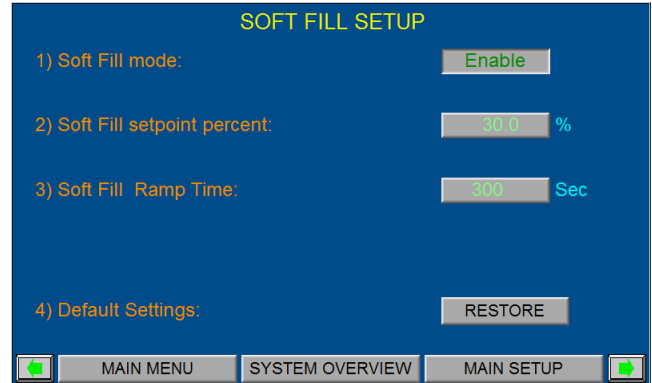 SOFT FILL SETUP
1) Soft Fill mode: Enable
2) Soft Fill setpoint percent: 30.0 %
3) Soft Fill Ramp Time: 300 Sec
4) Default Settings: RESTORE
MAIN MENU SYSTEM OVERVIEW MAIN SETUP